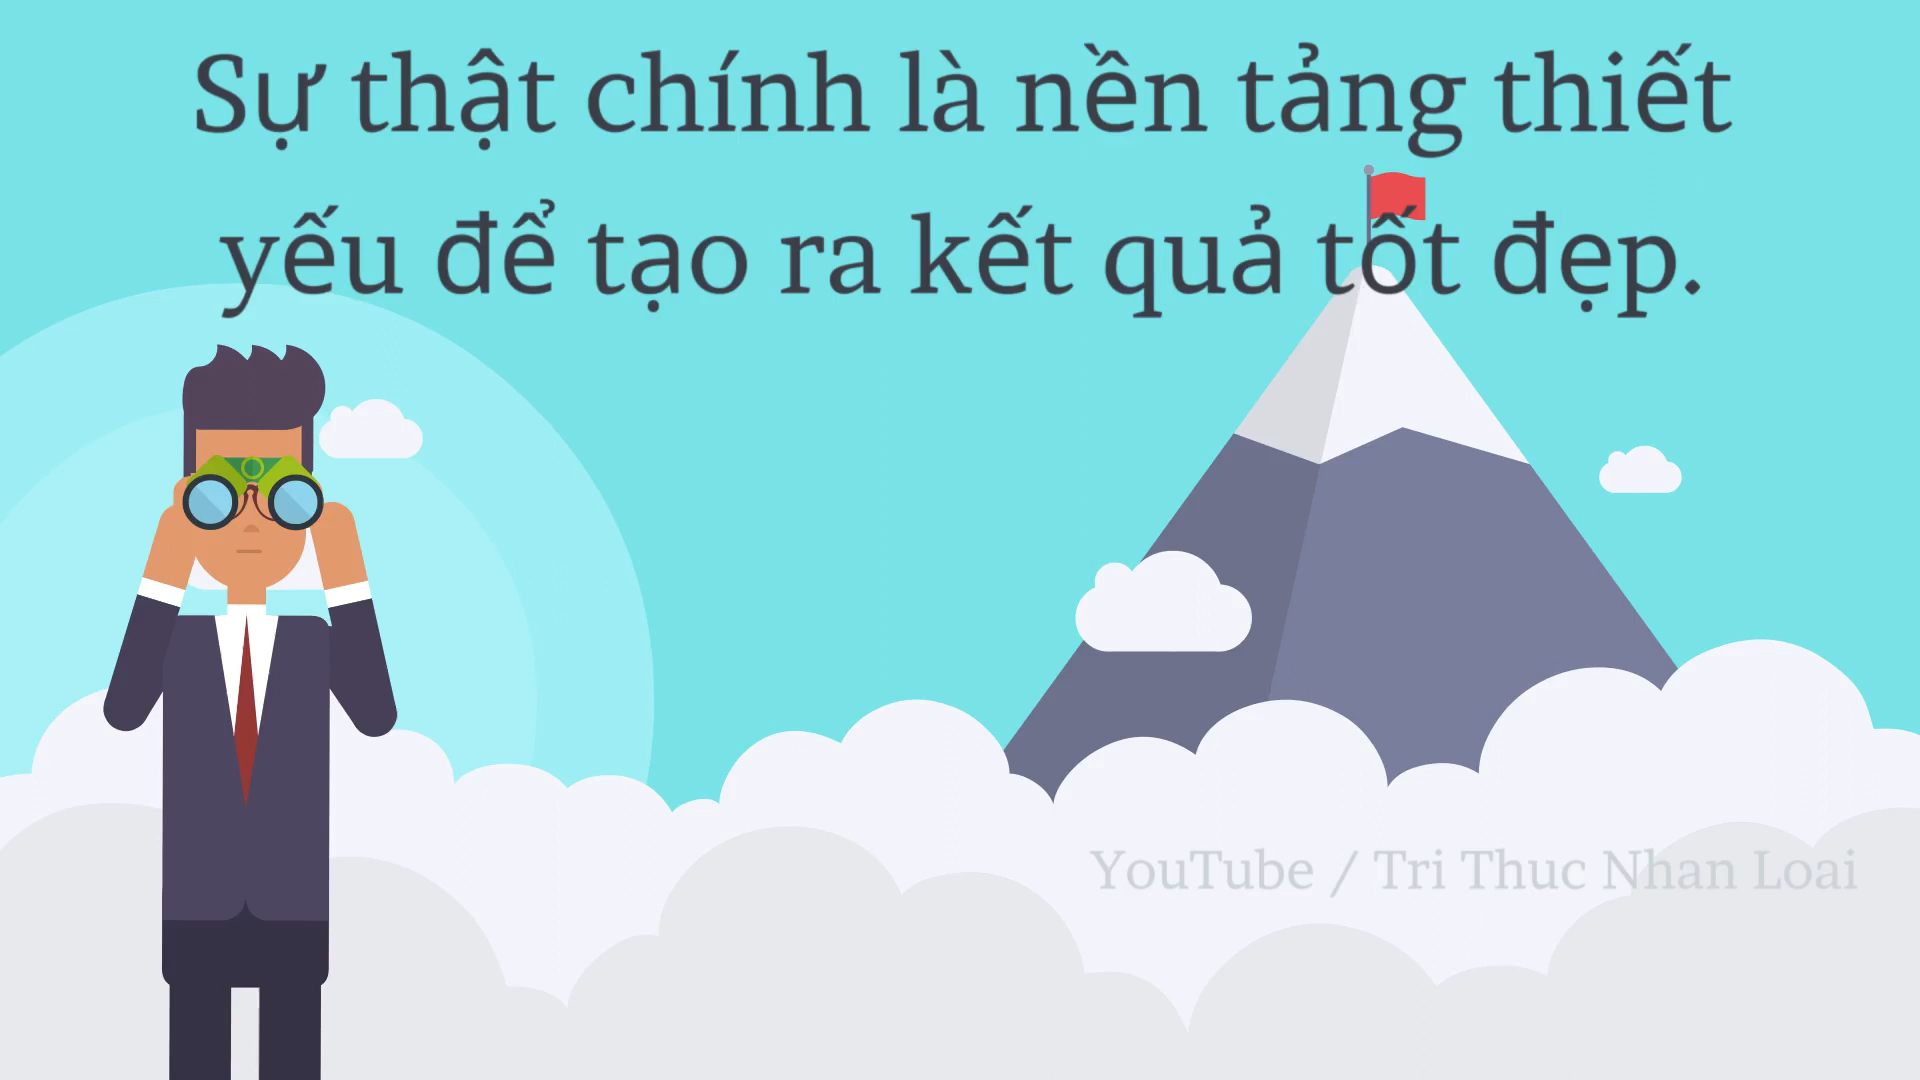 Sự thật chính là nền tảng thiết
yếu để tạo ra kết quả tốt đẹp.
YouTube / Tri Thuc Nhan Loai